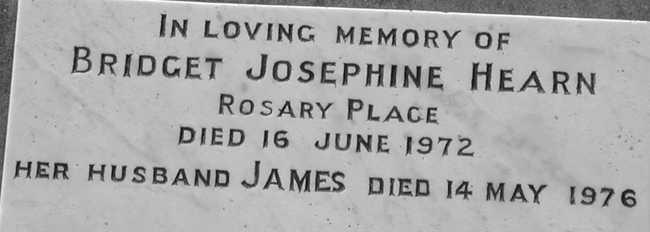 IN LOVING MEMORY OF
BRIDGET JOSEPHINE HEARN
ROSARY PLACE
DIED 16 JUNE 1972
HER HUSBAND JAMES DIED 14 MAY 1976